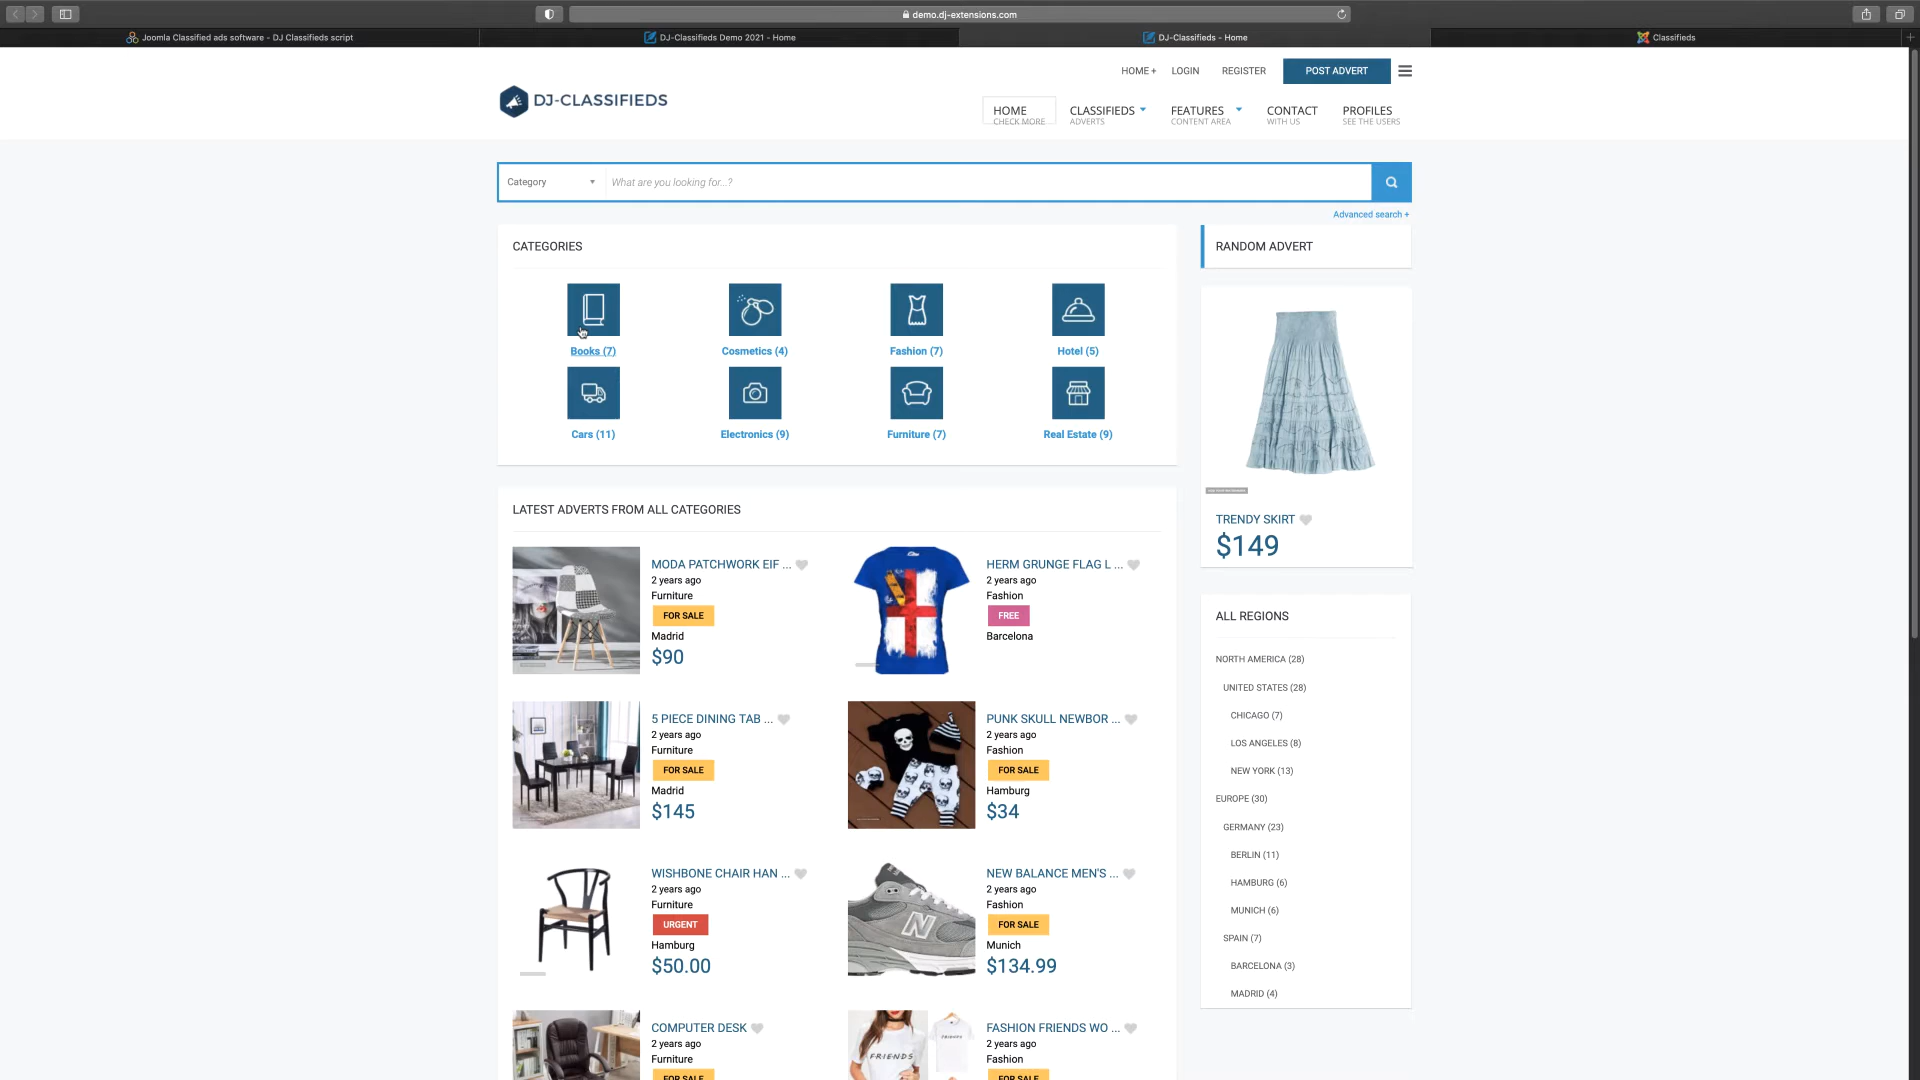 demo.dj-extensions.com
Joomla Classified ads software - DJ Classifieds script
DJ-Classifieds Demo 2021 - Home
DJ-Classifieds - Home
Classifieds
HOME +
LOGIN
REGISTER
POST ADVERT
DJ-CLASSIFIEDS
HOME
CHECK MORE
CLASSIFIEDS
ADVERTS
FEATURES
CONTENT AREA
CONTACT
WITH US
PROFILES
SEE THE USERS
Category
What are you looking for...?
Advanced search +
CATEGORIES
Books (7)
Cosmetics (4)
Fashion (7)
Hotel (5)
Cars (11)
Electronics (9)
Furniture (7)
Real Estate (9)
LATEST ADVERTS FROM ALL CATEGORIES
MODA PATCHWORK EIF ...
2 years ago
Furniture
FOR SALE
Madrid
$90
HERM GRUNGE FLAG L ...
2 years ago
Fashion
FREE
Barcelona
5 PIECE DINING TAB ...
2 years ago
Furniture
FOR SALE
Madrid
$145
PUNK SKULL NEWBOR ...
2 years ago
Fashion
FOR SALE
Hamburg
$34
WISHBONE CHAIR HAN ...
2 years ago
Furniture
URGENT
Hamburg
$50.00
NEW BALANCE MEN'S ...
2 years ago
Fashion
FOR SALE
Munich
$134.99
N
COMPUTER DESK
2 years ago
Furniture
FOR SALE
FRIENDS
FASHION FRIENDS WO ...
2 years ago
Fashion
FOR SALE
RANDOM ADVERT
TRENDY SKIRT
$149
ALL REGIONS
NORTH AMERICA (28)
UNITED STATES (28)
CHICAGO (7)
LOS ANGELES (8)
NEW YORK (13)
EUROPE (30)
GERMANY (23)
BERLIN (11)
HAMBURG (6)
MUNICH (6)
SPAIN (7)
BARCELONA (3)
MADRID (4)